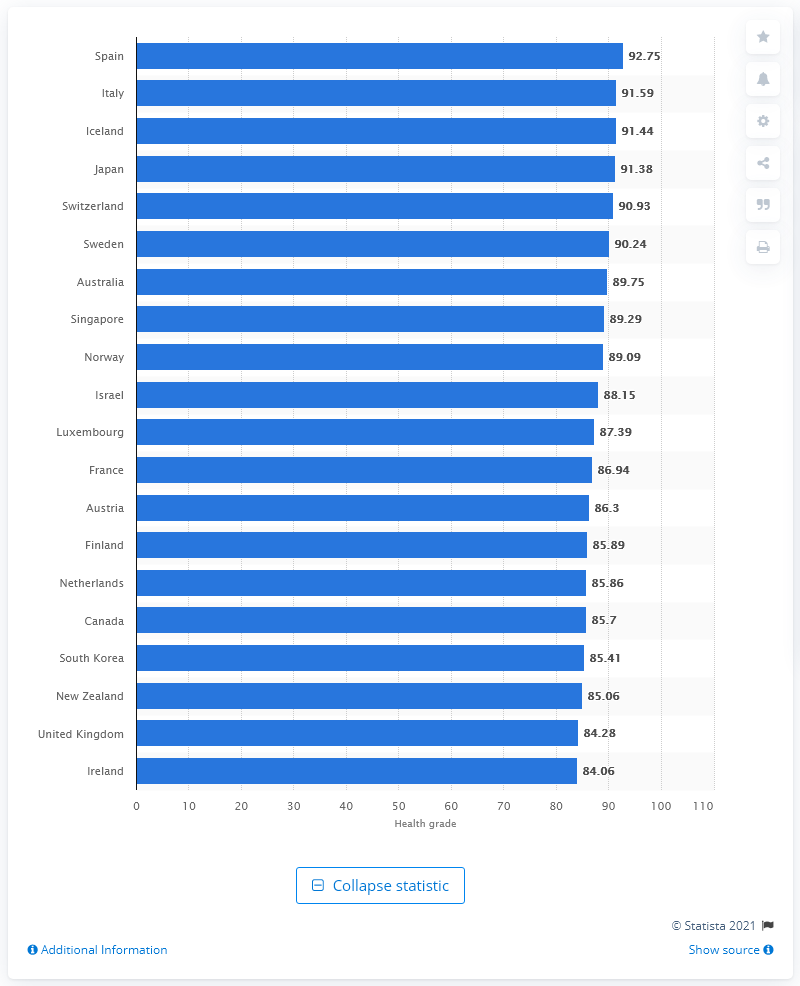 Spain 92.75
Italy 91.59
Iceland 91.44
Japan 91.38
Switzerland 90.93
Sweden 90.24
Australia 89.75
Singapore 89.29
Norway 89.09
Israel 88.15
Luxembourg 87.39
France 86.94
Austria 86.3
Finland 85.89
Netherlands 85.86
Canada 85.7
South Korea 85.41
New Zealand 85.06
United Kingdom 84.28
Ireland 84.06
0 10 20 30 40 50 60 70 80 90 100 110
Health grade
Collapse statistic
© Statista 2021
Additional Information Show source